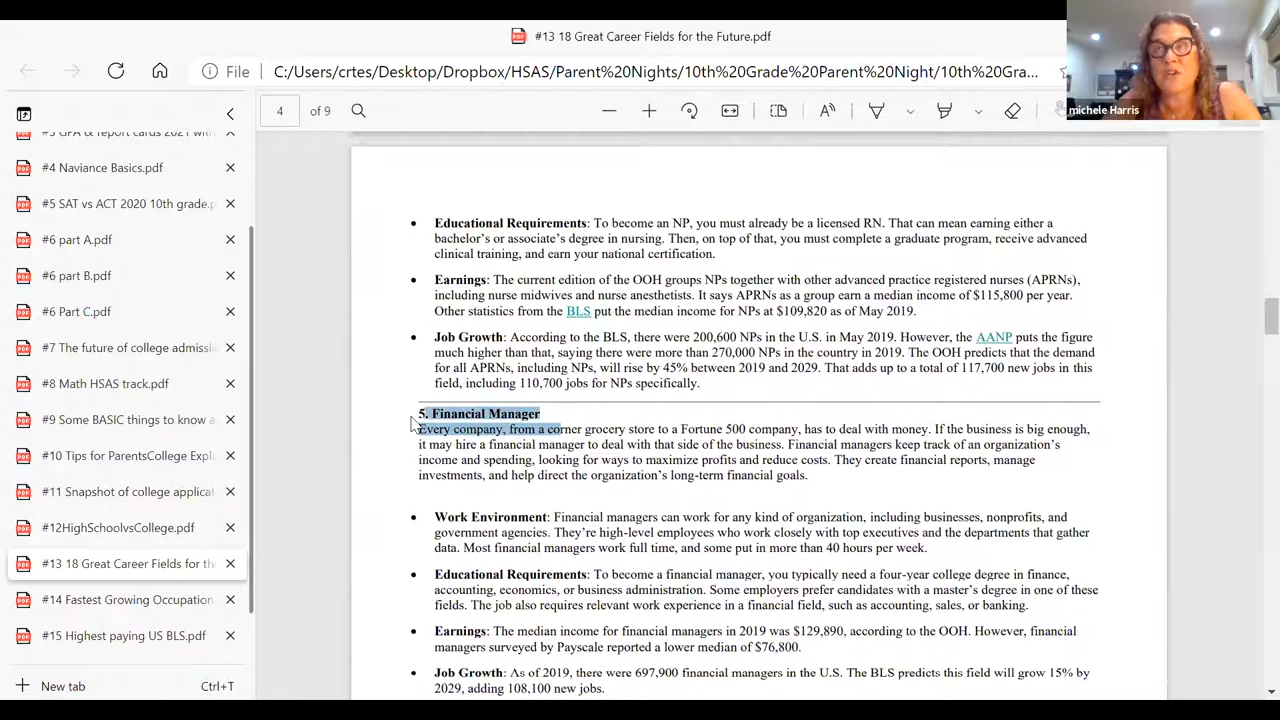 #13 18 Great Career Fields for the Future.pdf
michele Harris
File
C:/Users/crtes/Desktop/Dropbox/HSAS/Parent%20Nights/10th%20Grade%20Parent%20Night/10th%20Gra...
4 of 9
#3 GPA & report cards 2021 with
#4 Naviance Basics.pdf
#5 SAT vs ACT 2020 10th grade.p
#6 part A.pdf
#6 part B.pdf
#6 Part C.pdf
#7 The future of college admissi
#8 Math HSAS track.pdf
#9 Some BASIC things to know a
#10 Tips for ParentsCollege Expl
#11 Snapshot of college applicat
#12HighSchoolvsCollege.pdf
#13 18 Great Career Fields for the
#14 Fastest Growing Occupation
#15 Highest paying US BLS.pdf
New tab Ctrl+T
• Educational Requirements: To become an NP, you must already be a licensed RN. That can mean earning either a
bachelor's or associate's degree in nursing. Then, on top of that, you must complete a graduate program, receive advanced
clinical training, and earn your national certification.
• Earnings: The current edition of the OOH groups NPs together with other advanced practice registered nurses (APRNs),
including nurse midwives and nurse anesthetists. It says APRNs as a group earn a median income of $115,800 per year.
Other statistics from the BLS put the median income for NPs at $109,820 as of May 2019.
• Job Growth: According to the BLS, there were 200,600 NPs in the U.S. in May 2019. However, the AANP puts the figure
much higher than that, saying there were more than 270,000 NPs in the country in 2019. The OOH predicts that the demand
for all APRNs, including NPs, will rise by 45% between 2019 and 2029. That adds up to a total of 117,700 new jobs in this
field, including 110,700 jobs for NPs specifically.
5. Financial Manager
Every company, from a corner grocery store to a Fortune 500 company, has to deal with money. If the business is big enough,
it may hire a financial manager to deal with that side of the business. Financial managers keep track of an organization's
income and spending, looking for ways to maximize profits and reduce costs. They create financial reports, manage
investments, and help direct the organization's long-term financial goals.
• Work Environment: Financial managers can work for any kind of organization, including businesses, nonprofits, and
government agencies. They're high-level employees who work closely with top executives and the departments that gather
data. Most financial managers work full time, and some put in more than 40 hours per week.
• Educational Requirements: To become a financial manager, you typically need a four-year college degree in finance,
accounting, economics, or business administration. Some employers prefer candidates with a master's degree in one of these
fields. The job also requires relevant work experience in a financial field, such as accounting, sales, or banking.
• Earnings: The median income for financial managers in 2019 was $129,890, according to the OOH. However, financial
managers surveyed by Payscale reported a lower median of $76,800.
• Job Growth: As of 2019, there were 697,900 financial managers in the U.S. The BLS predicts this field will grow 15% by
2029, adding 108,100 new jobs.